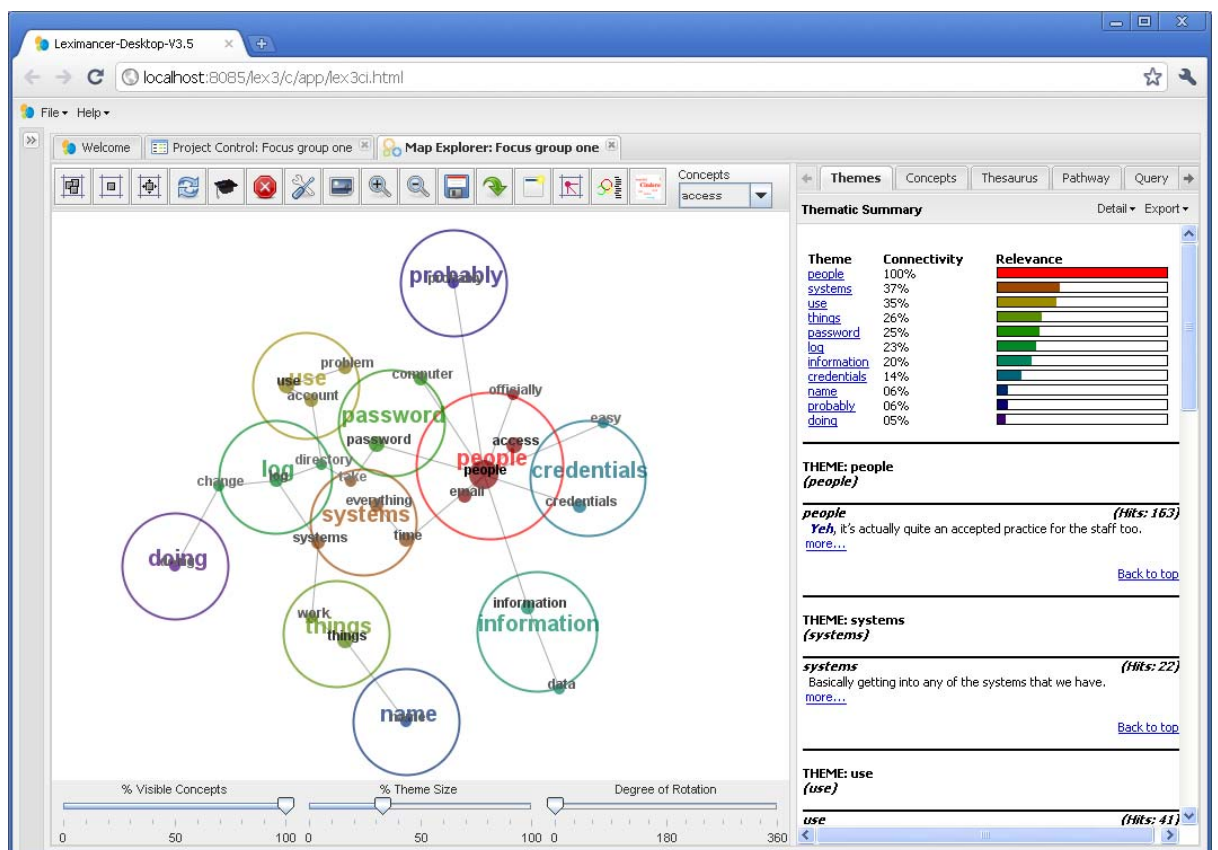 Leximancer-Desktop-V3.5
localhost:8085/lex3/c/app/lex3ci.html
File Help
Welcome Project Control: Focus group one Map Explorer: Focus group one
Concepts
access
probably
probably
problem
use
use
account
computer
officially
easy
password
password
access
people
people
credentials
credentials
log
log
directory
take
change
email
everything
systems
systems
time
doing
doing
work
things
things
information
information
data
name
name
% Visible Concepts % Theme Size Degree of Rotation
0 50 100 0 50 100 0 180 360
Themes Concepts Thesaurus Pathway Query
Thematic Summary Detail Export
Theme Connectivity Relevance
people 100%
systems 37%
use 35%
things 26%
password 25%
log 23%
information 20%
credentials 14%
name 06%
probably 06%
doing 05%
THEME: people
(people)
people (Hits: 163)
Yeh, it's actually quite an accepted practice for the staff too.
more...
Back to top
THEME: systems
(systems)
systems (Hits: 22)
Basically getting into any of the systems that we have.
more...
Back to top
THEME: use
(use)
use (Hits: 41)